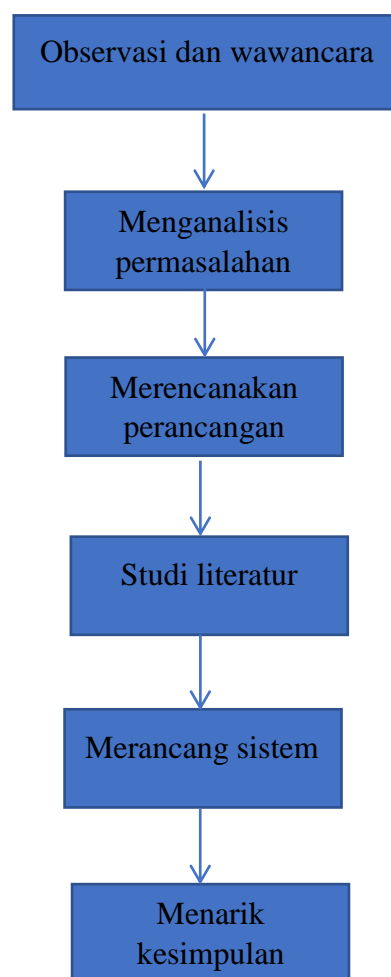 Observasi dan wawancara
Menganalisis
permasalahan
Merencanakan
perancangan
Studi literatur
Merancang sistem
Menarik
kesimpulan